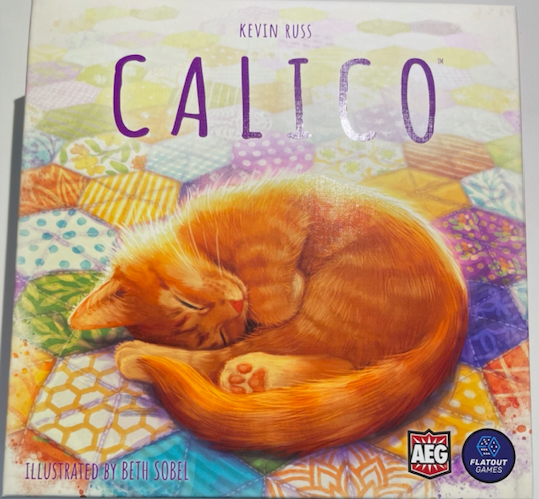 KEVIN RUSS
CALICO™
ILLUSTRATED BY BETH SOBEL
AEG
FLATOUT
GAMES